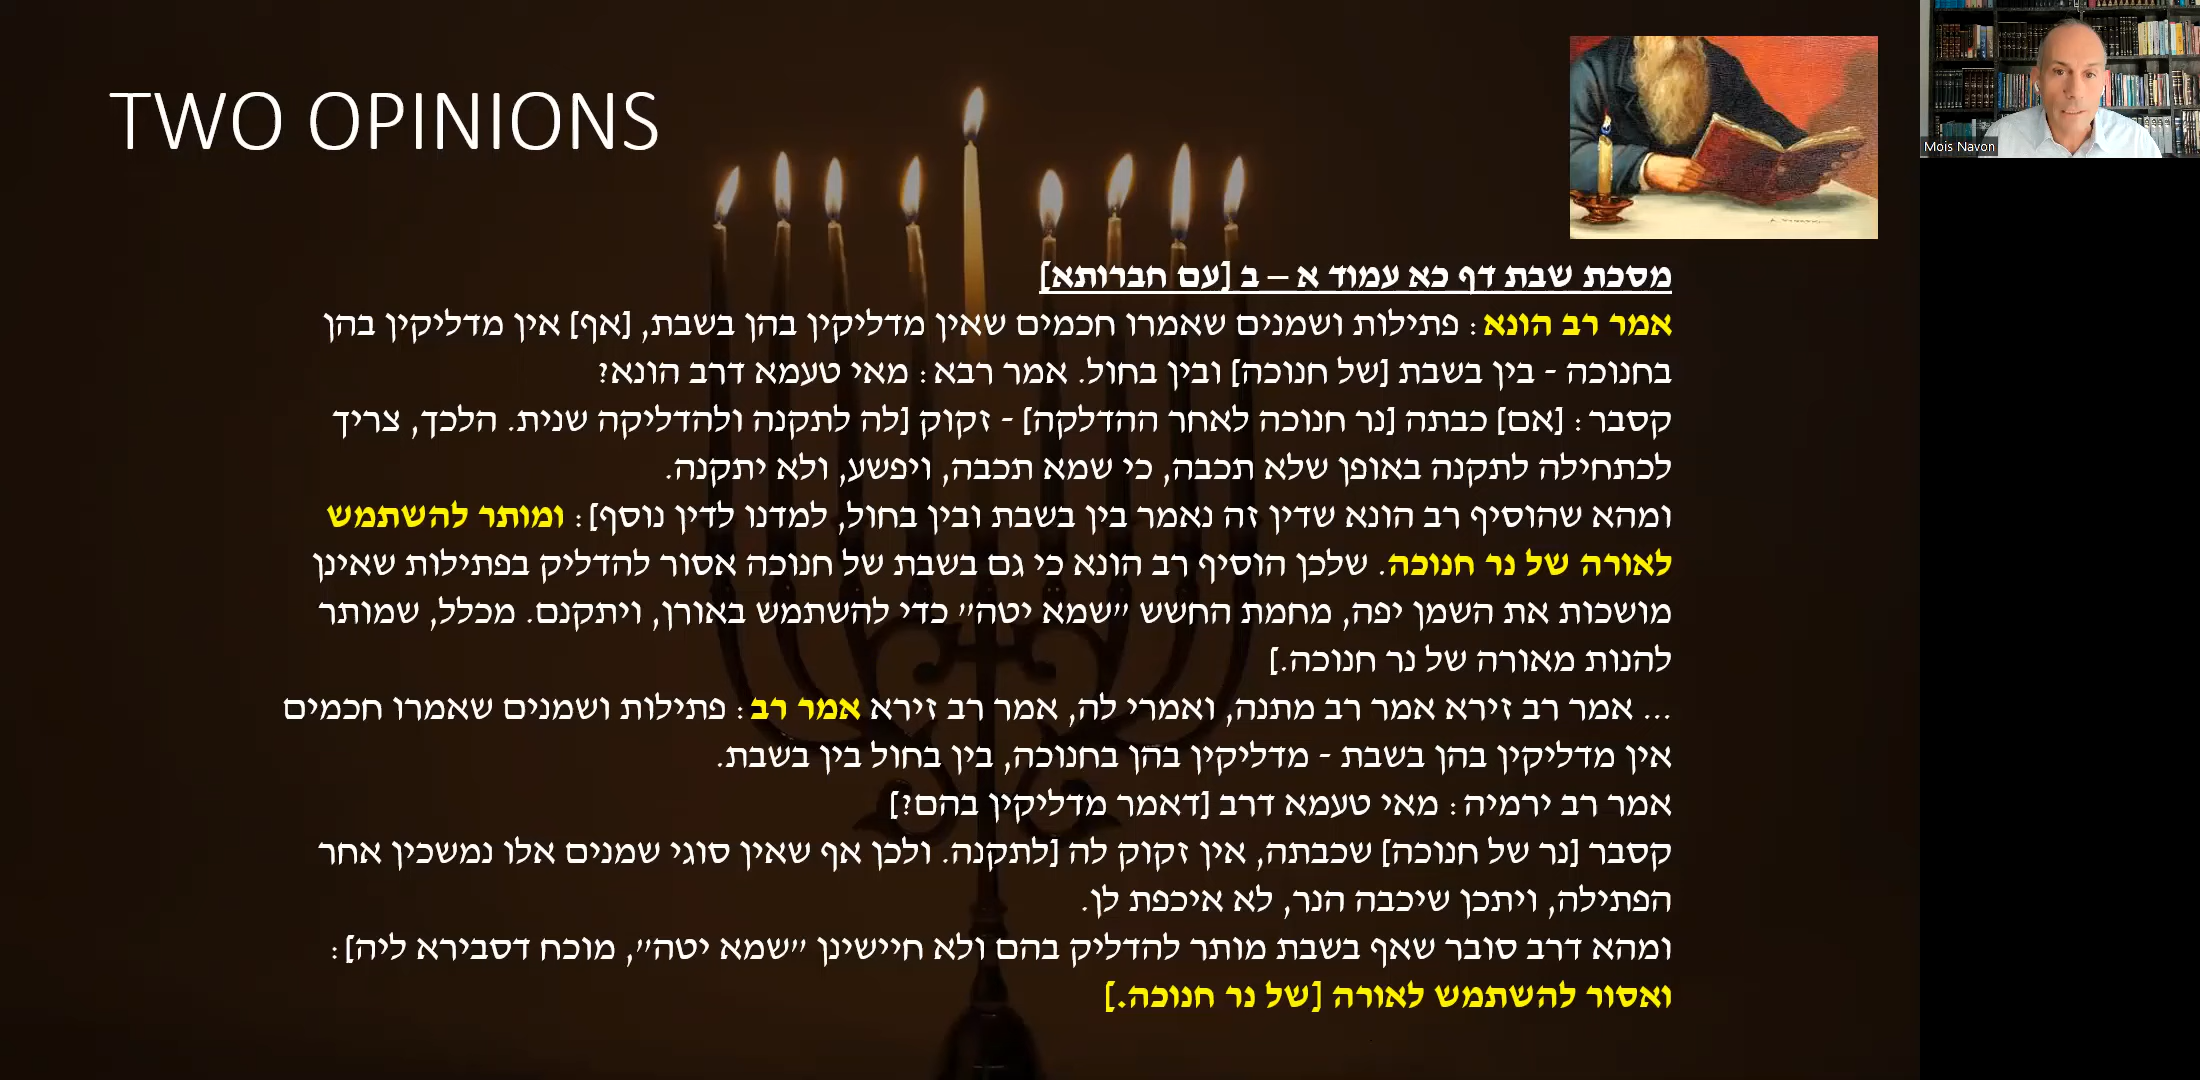 TWO OPINIONS
Mois Navon
מסכת שבת דף כא עמוד א – ב [עם חברותא]
אמר רב הונא: פתילות ושמנים שאמרו חכמים שאין מדליקין בהן בשבת, [אף] אין מדליקין בהן
בחנוכה - בין בשבת [של חנוכה] ובין בחול. אמר רבא: מאי טעמא דרב הונא?
קסבר: [אם] כבתה [נר חנוכה לאחר ההדלקה] - זקוק [לה לתקנה ולהדליקה שנית. הלכך, צריך
לכתחילה לתקנה באופן שלא תכבה, כי שמא תכבה, ויפשע, ולא יתקנה.
ומהא שהוסיף רב הונא שדין זה נאמר בין בשבת ובין בחול, למדנו לדין נוסף]: ומותר להשתמש
לאורה של נר חנוכה. שלכן הוסיף רב הונא כי גם בשבת של חנוכה אסור להדליק בפתילות שאינן
מושכות את השמן יפה, מחמת החשש "שמא יטה" כדי להשתמש באורן, ויתקנם. מכלל, שמותר
להנות מאורה של נר חנוכה.]
... אמר רב זירא אמר רב מתנה, ואמרי לה, אמר רב זירא אמר רב: פתילות ושמנים שאמרו חכמים
אין מדליקין בהן בשבת - מדליקין בהן בחנוכה, בין בחול בין בשבת.
אמר רב ירמיה: מאי טעמא דרב [דאמר מדליקין בהם?]
קסבר [נר של חנוכה] שכבתה, אין זקוק לה [לתקנה. ולכן אף שאין סוגי שמנים אלו נמשכין אחר
הפתילה, ויתכן שיכבה הנר, לא איכפת לן.
ומהא דרב סובר שאף בשבת מותר להדליק בהם ולא חיישינן "שמא יטה", מוכח דסבירא ליה]:
ואסור להשתמש לאורה [של נר חנוכה.]